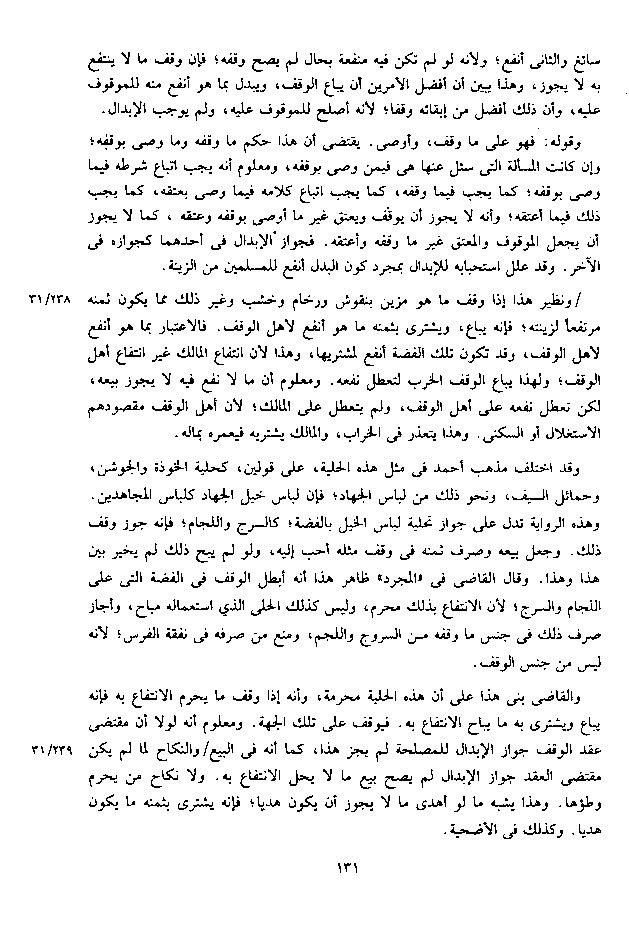 سائغ والثانى أنفع؛ ولأنه لو لم تكن فيه منفعة بحال لم يصح وقفه؛ فإن وقف ما لا ينتفع
به لا يجوز، وهذا يبين أن أفضل الأمرين أن يباع الوقف، ويبدل بما هو أنفع منه للموقوف
عليه، وأن ذلك أفضل من إبقائه وقفا؛ لأنه أصلح للموقوف عليه، ولم يوجب الإبدال.
وقوله: فهو على ما وقف، وأوصى. يقتضى أن هذا حكم ما وقفه وما وصى بوقفه؛
وإن كانت المسألة التى سئل عنها هى فيمن وصى بوقفه، ومعلوم أنه يجب اتباع شرطه فيما
وصى بوقفه؛ كما يجب فيما وقفه، كما يجب اتباع كلامه فيما وصى بعتقه، كما يجب
ذلك فيما أعتقه؛ وأنه لا يجوز أن يوقف ويعتق غير ما أوصى بوقفه وعتقه ، كما لا يجوز
أن يجعل الموقوف والمعتق غير ما وقفه وأعتقه. فجواز الإبدال فى أحدهما كجوازه فى
الآخر. وقد علل استحبابه للإبدال بمجرد كون البدل أنفع للمسلمين من الزينة.
٣١/٢٣٨ / ونظير هذا إذا وقف ما هو مزين بنقوش ورخام وخشب وغير ذلك مما يكون ثمنه
مرتفعاً لزينته؛ فإنه يباع، ويشترى بثمنه ما هو أنفع لأهل الوقف. فالاعتبار بما هو أنفع
لأهل الوقف، وقد تكون تلك الفضة أنفع لمشتريها، وهذا لأن انتفاع المالك غير انتفاع أهل
الوقف؛ ولهذا يباع الوقف الخرب لتعطل نفعه. ومعلوم أن ما لا نفع فيه لا يجوز بيعه،
لكن تعطل نفعه على أهل الوقف، ولم يتعطل على المالك؛ لأن أهل الوقف مقصودهم
الاستغلال أو السكنى. وهذا يتعذر فى الخراب، والمالك يشتريه فيعمره بماله.
وقد اختلف مذهب أحمد فى مثل هذه الحلية، على قولين، كحلية الخوذة والجوشن،
وحمائل السيف، ونحو ذلك من لباس الجهاد؛ فإن لباس خيل الجهاد كلباس المجاهدين.
وهذه الرواية تدل على جواز تحلية لباس الخيل بالفضة؛ كالسرج واللجام؛ فإنه جوز وقف
ذلك. وجعل بيعه وصرف ثمنه فى وقف مثله أحب إليه، ولو لم يبح ذلك لم يخير بين
هذا وهذا. وقال القاضى فى «المجرد» ظاهر هذا أنه أبطل الوقف فى الفضة التى على
اللجام والسرج؛ لأن الانتفاع بذلك محرم، وليس كذلك الحلى الذي استعماله مباح، وأجاز
صرف ذلك فى جنس ما وقفه من السروج واللجم، ومنع من صرفه فى نفقة الفرس؛ لأنه
ليس من جنس الوقف.
والقاضى بنى هذا على أن هذه الحلية محرمة، وأنه إذا وقف ما يحرم الانتفاع به فإنه
يباع ويشترى به ما يباح الانتفاع به. فيوقف على تلك الجهة. ومعلوم أنه لولا أن مقتضى
٣١/٢٣٩ عقد الوقف جواز الإبدال للمصلحة لم يجز هذا، كما أنه فى البيع/ والنكاح لما لم يكن
مقتضى العقد جواز الإبدال لم يصح بيع ما لا يحل الانتفاع به. ولا نكاح من يحرم
وطؤها. وهذا يشبه ما لو أهدى ما لا يجوز أن يكون هديا؛ فإنه يشترى بثمنه ما يكون
هديا. وكذلك فى الأضحية.
١٣١